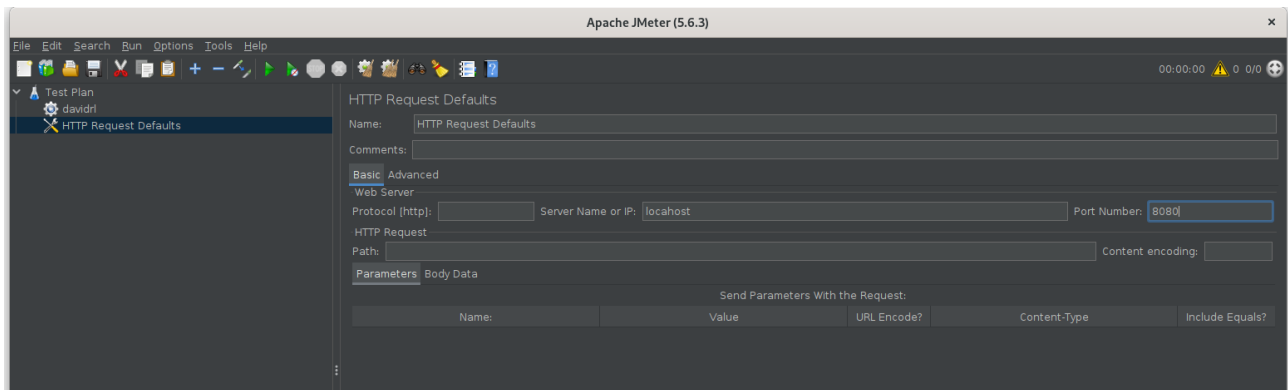 Apache JMeter (5.6.3) ×
File Edit Search Run Options Tools Help
00:00:00 0 0/0
Test Plan
davidrl
HTTP Request Defaults
HTTP Request Defaults
Name: HTTP Request Defaults
Comments:
Basic Advanced
Web Server
Protocol [http]: Server Name or IP: locahost Port Number: 8080
HTTP Request
Path: Content encoding:
Parameters Body Data
Send Parameters With the Request:
Name: Value URL Encode? Content-Type Include Equals?